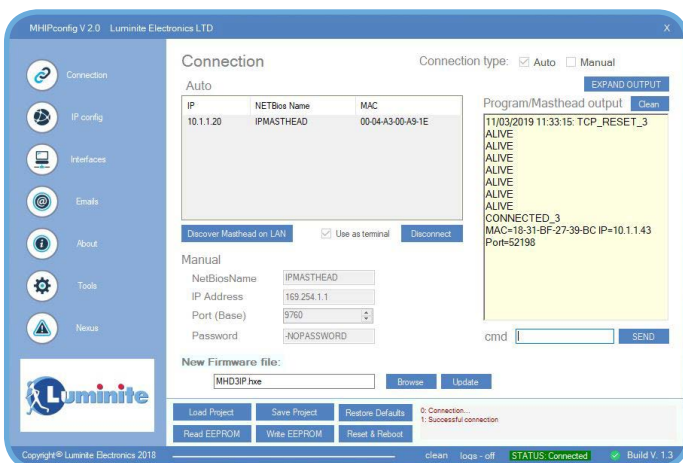 MHIPconfig V 2.0 Luminite Electronics LTD X
Connection
IP config
Interfaces
Emails
About
Tools
Nexus
Luminite
Connection
Connection type: Auto Manual
Auto
EXPAND OUTPUT
IP NETBios Name MAC
10.1.1.20 IPMASTHEAD 00-04-A3-00-A9-1E
Discover Masthead on LAN Use as terminal Disconnect
Program/Masthead output Clean
11/03/2019 11:33:15: TCP_RESET_3
ALIVE
ALIVE
ALIVE
ALIVE
ALIVE
ALIVE
ALIVE
CONNECTED_3
MAC=18-31-BF-27-39-BC IP=10.1.1.43
Port=52198
Manual
NetBiosName IPMASTHEAD
IP Address 169.254.1.1
Port (Base) 9760
Password -NOPASSWORD
cmd SEND
New Firmware file:
MHD3IP.hxe Browse Update
Load Project Save Project Restore Defaults
Read EEPROM Write EEPROM Reset & Reboot
0: Connection...
1: Successful connection
Copyright® Luminite Electronics 2018 clean logs - off STATUS: Connected Build V. 1.3